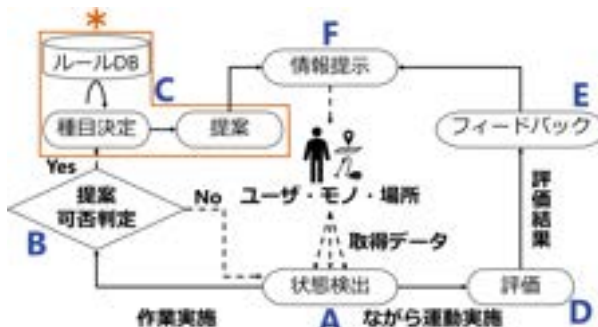 *
F
ルールDB
情報提示
C
E
種目決定
提案
フィードバック
Yes
提案
可否判定
No
ユーザ・モノ・場所
評価結果
B
取得データ
状態検出
評価
作業実施
A
ながら運動実施
D